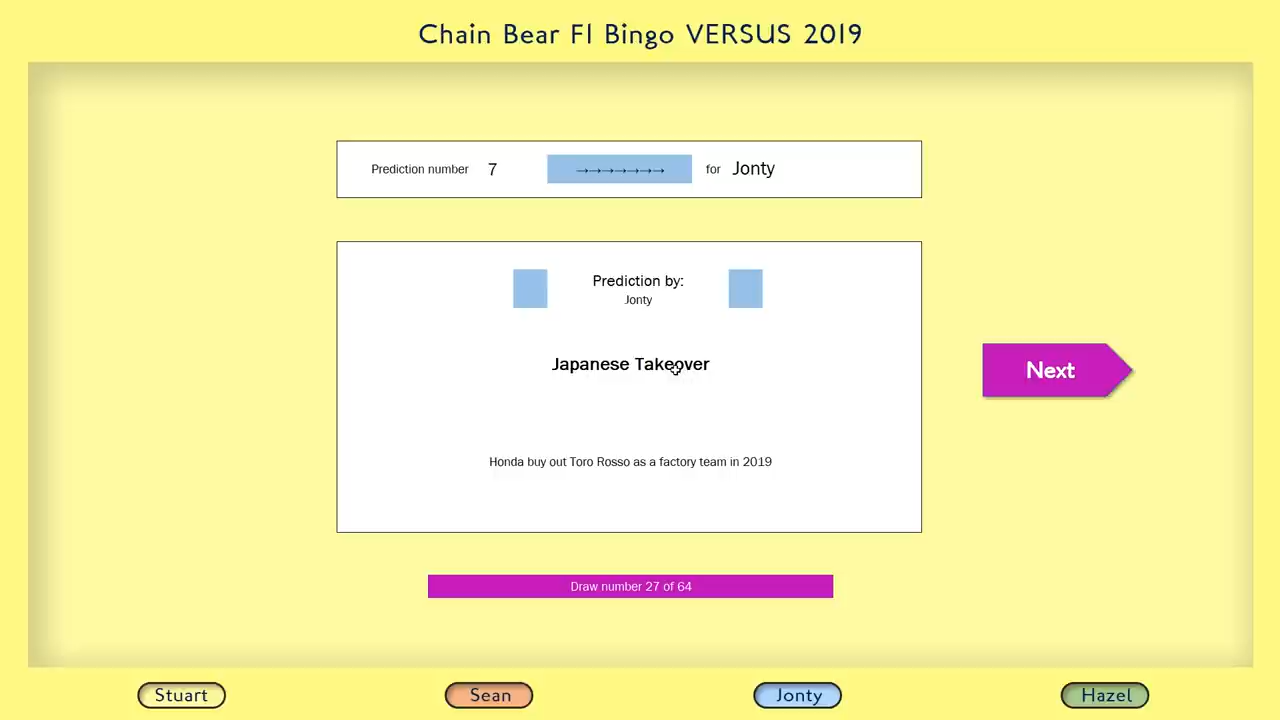 Chain Bear F1 Bingo VERSUS 2019
Prediction number 7 →→→→→→→ for Jonty
Prediction by:
Jonty
Japanese Takeover
Next
Honda buy out Toro Rosso as a factory team in 2019
Draw number 27 of 64
Stuart Sean Jonty Hazel